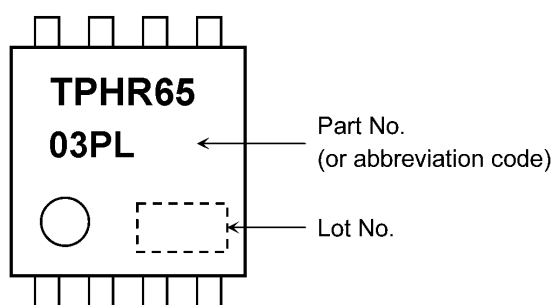 TPHR65
03PL
Part No.
(or abbreviation code)
Lot No.